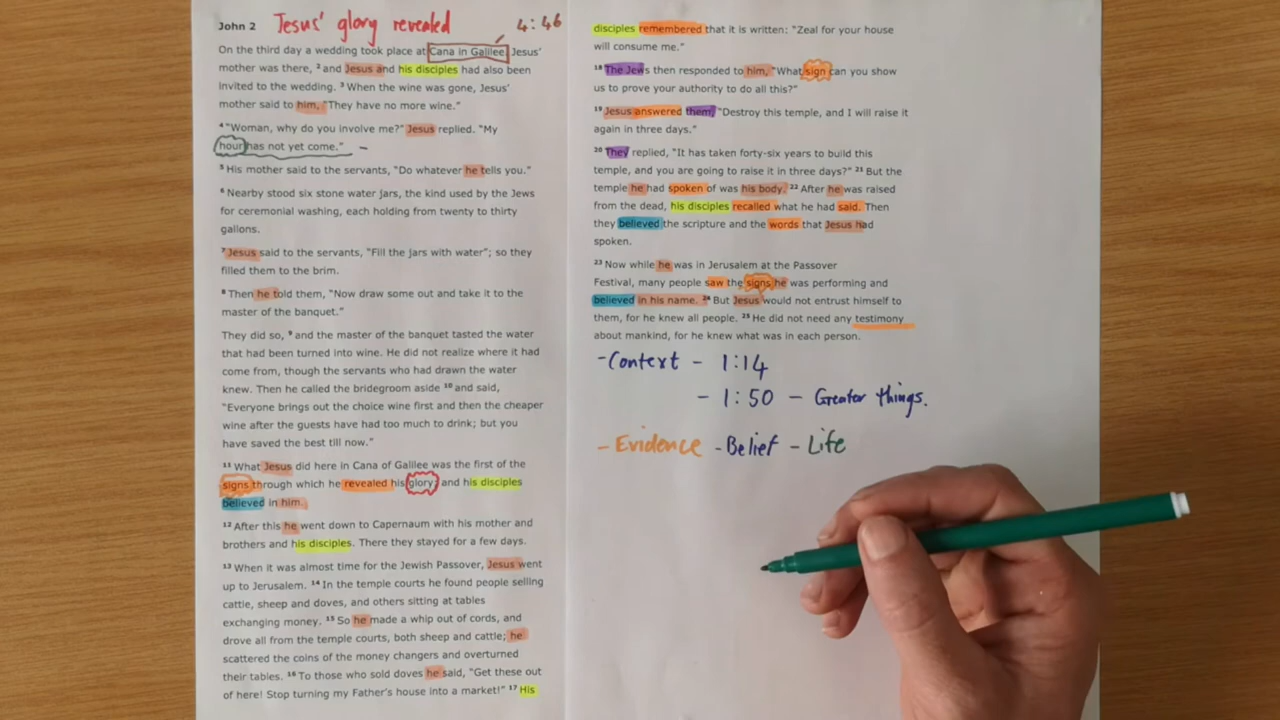 John 2 Jesus' glory revealed 4:46
On the third day a wedding took place at Cana in Galilee. Jesus'
mother was there, 2 and Jesus and his disciples had also been
invited to the wedding. 3 When the wine was gone, Jesus'
mother said to him, "They have no more wine."
4 "Woman, why do you involve me?" Jesus replied. "My
hour has not yet come."
5 His mother said to the servants, "Do whatever he tells you."
6 Nearby stood six stone water jars, the kind used by the Jews
for ceremonial washing, each holding from twenty to thirty
gallons.
7 Jesus said to the servants, "Fill the jars with water"; so they
filled them to the brim.
8 Then he told them, "Now draw some out and take it to the
master of the banquet."
They did so, 9 and the master of the banquet tasted the water
that had been turned into wine. He did not realize where it had
come from, though the servants who had drawn the water
knew. Then he called the bridegroom aside 10 and said,
"Everyone brings out the choice wine first and then the cheaper
wine after the guests have had too much to drink; but you
have saved the best till now."
11 What Jesus did here in Cana of Galilee was the first of the
signs through which he revealed his glory; and his disciples
believed in him.
12 After this he went down to Capernaum with his mother and
brothers and his disciples. There they stayed for a few days.
13 When it was almost time for the Jewish Passover, Jesus went
up to Jerusalem. 14 In the temple courts he found people selling
cattle, sheep and doves, and others sitting at tables
exchanging money. 15 So he made a whip out of cords, and
drove all from the temple courts, both sheep and cattle; he
scattered the coins of the money changers and overturned
their tables. 16 To those who sold doves he said, "Get these out
of here! Stop turning my Father's house into a market!" 17 His
disciples remembered that it is written: "Zeal for your house
will consume me."
18 The Jews then responded to him, "What sign can you show
us to prove your authority to do all this?"
19 Jesus answered them, "Destroy this temple, and I will raise it
again in three days."
20 They replied, "It has taken forty-six years to build this
temple, and you are going to raise it in three days?" 21 But the
temple he had spoken of was his body. 22 After he was raised
from the dead, his disciples recalled what he had said. Then
they believed the scripture and the words that Jesus had
spoken.
23 Now while he was in Jerusalem at the Passover
Festival, many people saw the signs he was performing and
believed in his name. 24 But Jesus would not entrust himself to
them, for he knew all people. 25 He did not need any testimony
about mankind, for he knew what was in each person.
- Context - 1:14
- 1:50 - Greater things.
- Evidence - Belief - Life